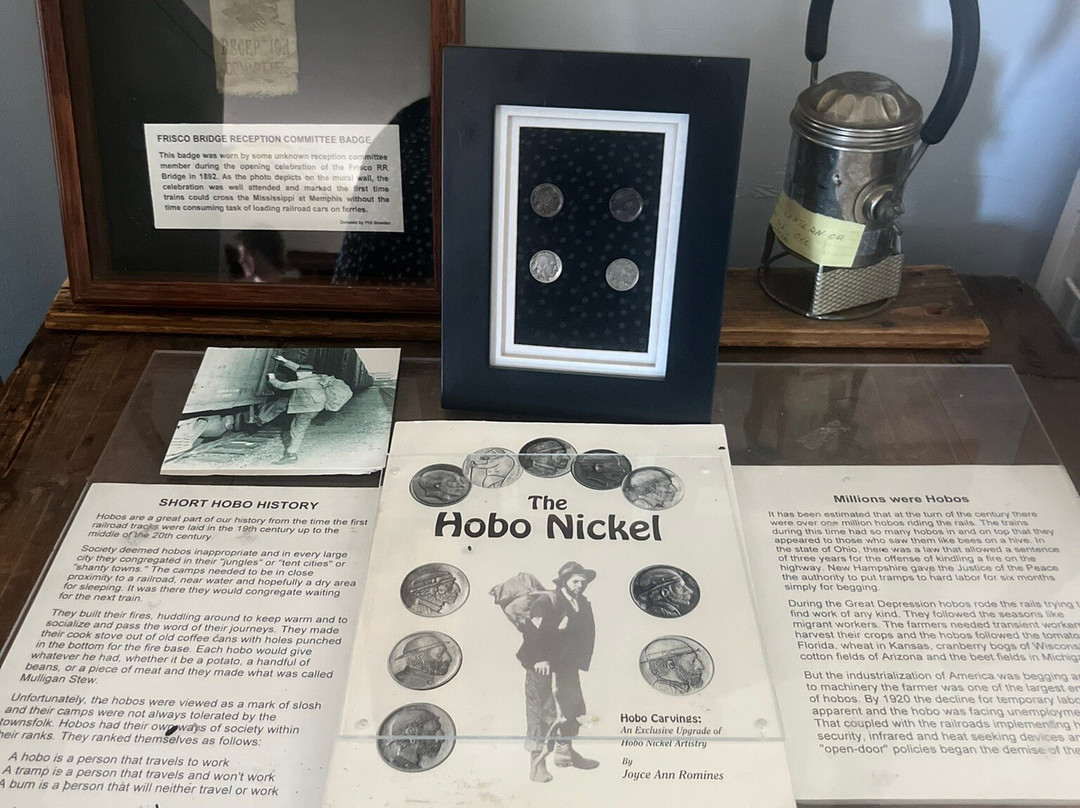 RECEPTION
COMMITTEE
FRISCO BRIDGE RECEPTION COMMITTEE BADGE
This badge was worn by some unknown reception committee
member during the opening celebration of the Frisco RR
Bridge in 1892. As the photo depicts on the mural wall, the
celebration was well attended and marked the first time
trains could cross the Mississippi at Memphis without the
time consuming task of loading railroad cars on ferries.
SHORT HOBO HISTORY
Hobos are a great part of our history from the time the first
railroad tracks were laid in the 19th century up to the
middle of the 20th century.
Society deemed hobos inappropriate and in every large
city they congregated in their "jungles" or "tent cities" or
"shanty towns." The camps needed to be in close
proximity to a railroad, near water and hopefully a dry area
for sleeping. It was there they would congregate waiting
for the next train.
They built their fires, huddling around to keep warm and to
socialize and pass the word of their journeys. They made
their cook stove out of old coffee cans with holes punched
in the bottom for the fire base. Each hobo would give
whatever he had, whether it be a potato, a handful of
beans, or a piece of meat and they made what was called
Mulligan Stew.
Unfortunately, the hobos were viewed as a mark of slosh
and their camps were not always tolerated by the
townsfolk. Hobos had their own ways of society within
their ranks. They ranked themselves as follows:
A hobo is a person that travels to work
A tramp is a person that travels and won't work
A bum is a person that will neither travel or work
The
Hobo Nickel
Hobo Carvings:
An Exclusive Upgrade of
Hobo Nickel Artistry
By
Joyce Ann Romines
Millions were Hobos
It has been estimated that at the turn of the century there
were over one million hobos riding the rails. The trains
during this time had so many hobos in and on top that they
appeared to those who saw them like bees on a hive. In
the state of Ohio, there was a law that allowed a sentence
of three years for the offense of kindling a fire on the
highway. New Hampshire gave the Justice of the Peace
the authority to put tramps to hard labor for six months
simply for begging.
During the Great Depression hobos rode the rails trying
find work of any kind. They followed the seasons like
migrant workers. The farmers needed transient worker
harvest their crops and the hobos followed the tomato
Florida, wheat in Kansas, cranberry bogs of Wiscons
cotton fields of Arizona and the beet fields in Michiga
But the industrialization of America was begging a
to machinery the farmer was one of the largest e
of hobos. By 1920 the decline for temporary labo
apparent and the hobo was facing unemployme
That coupled with the railroads implementing h
security, infrared and heat seeking devices an
"open-door" policies began the demise of the